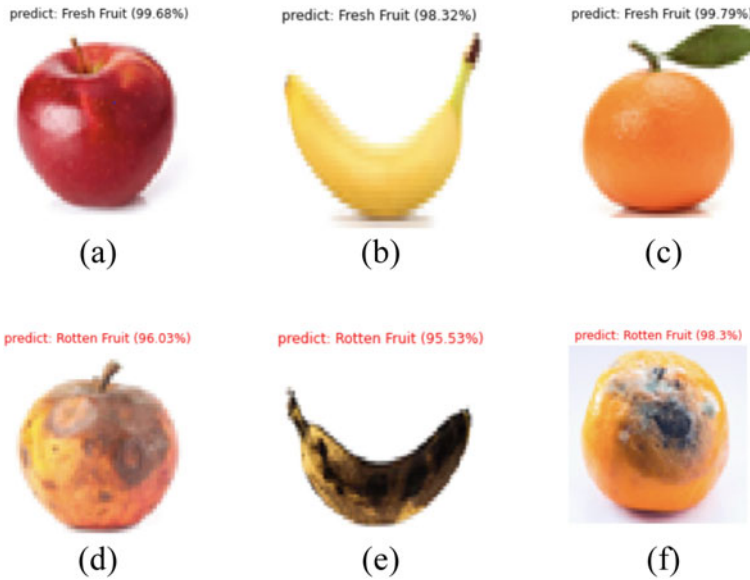 predict: Fresh Fruit (99.68%)
predict: Fresh Fruit (98.32%)
predict: Fresh Fruit (99.79%)
(a)
(b)
(c)
predict: Rotten Fruit (96.03%)
predict: Rotten Fruit (95.53%)
predict: Rotten Fruit (98.3%)
(d)
(e)
(f)